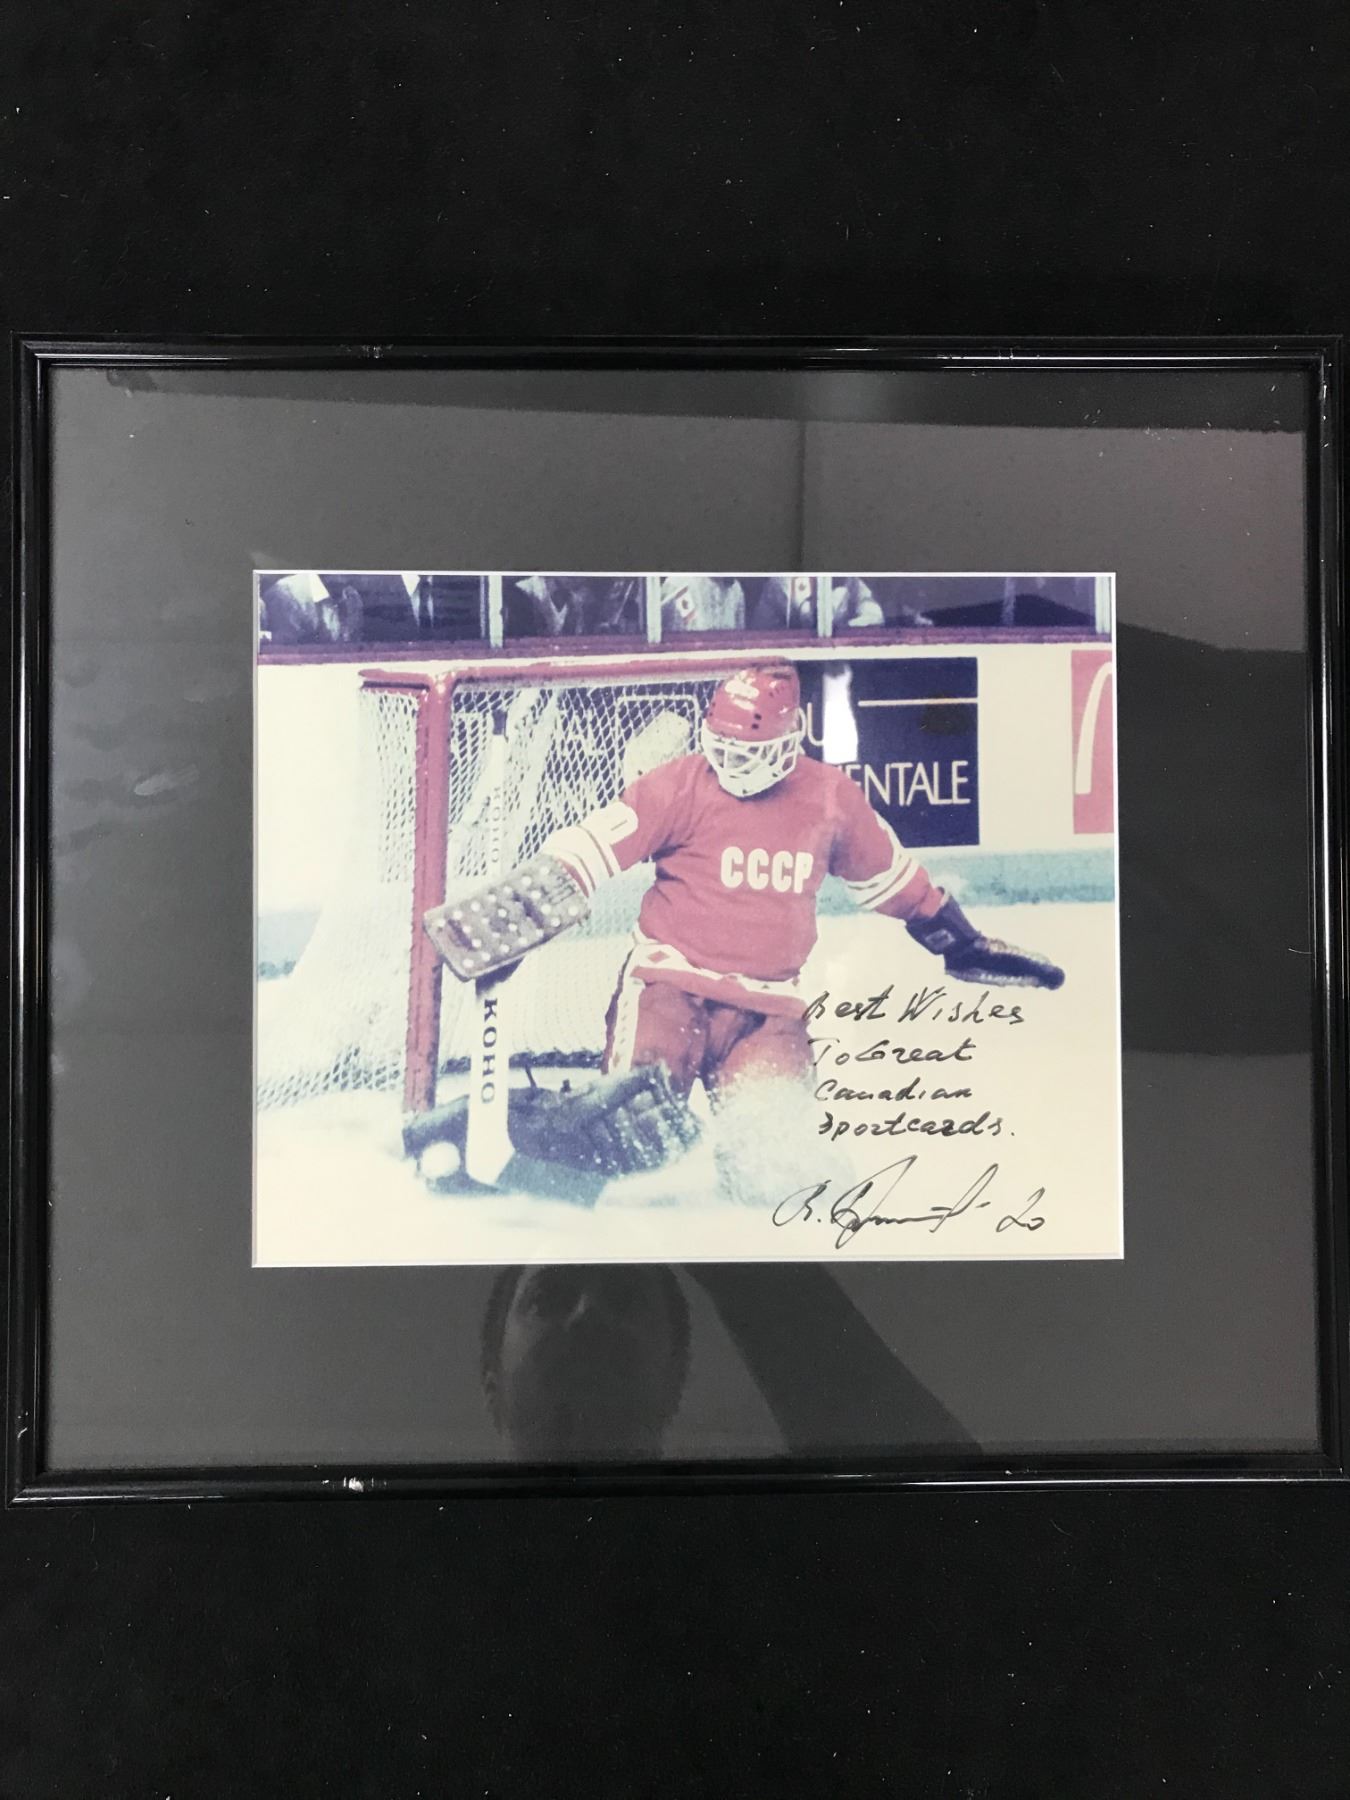 ENTALE
CCCP
KOHO
KOHO
Best Wishes
To Great
Canadian
Sportcards.
20